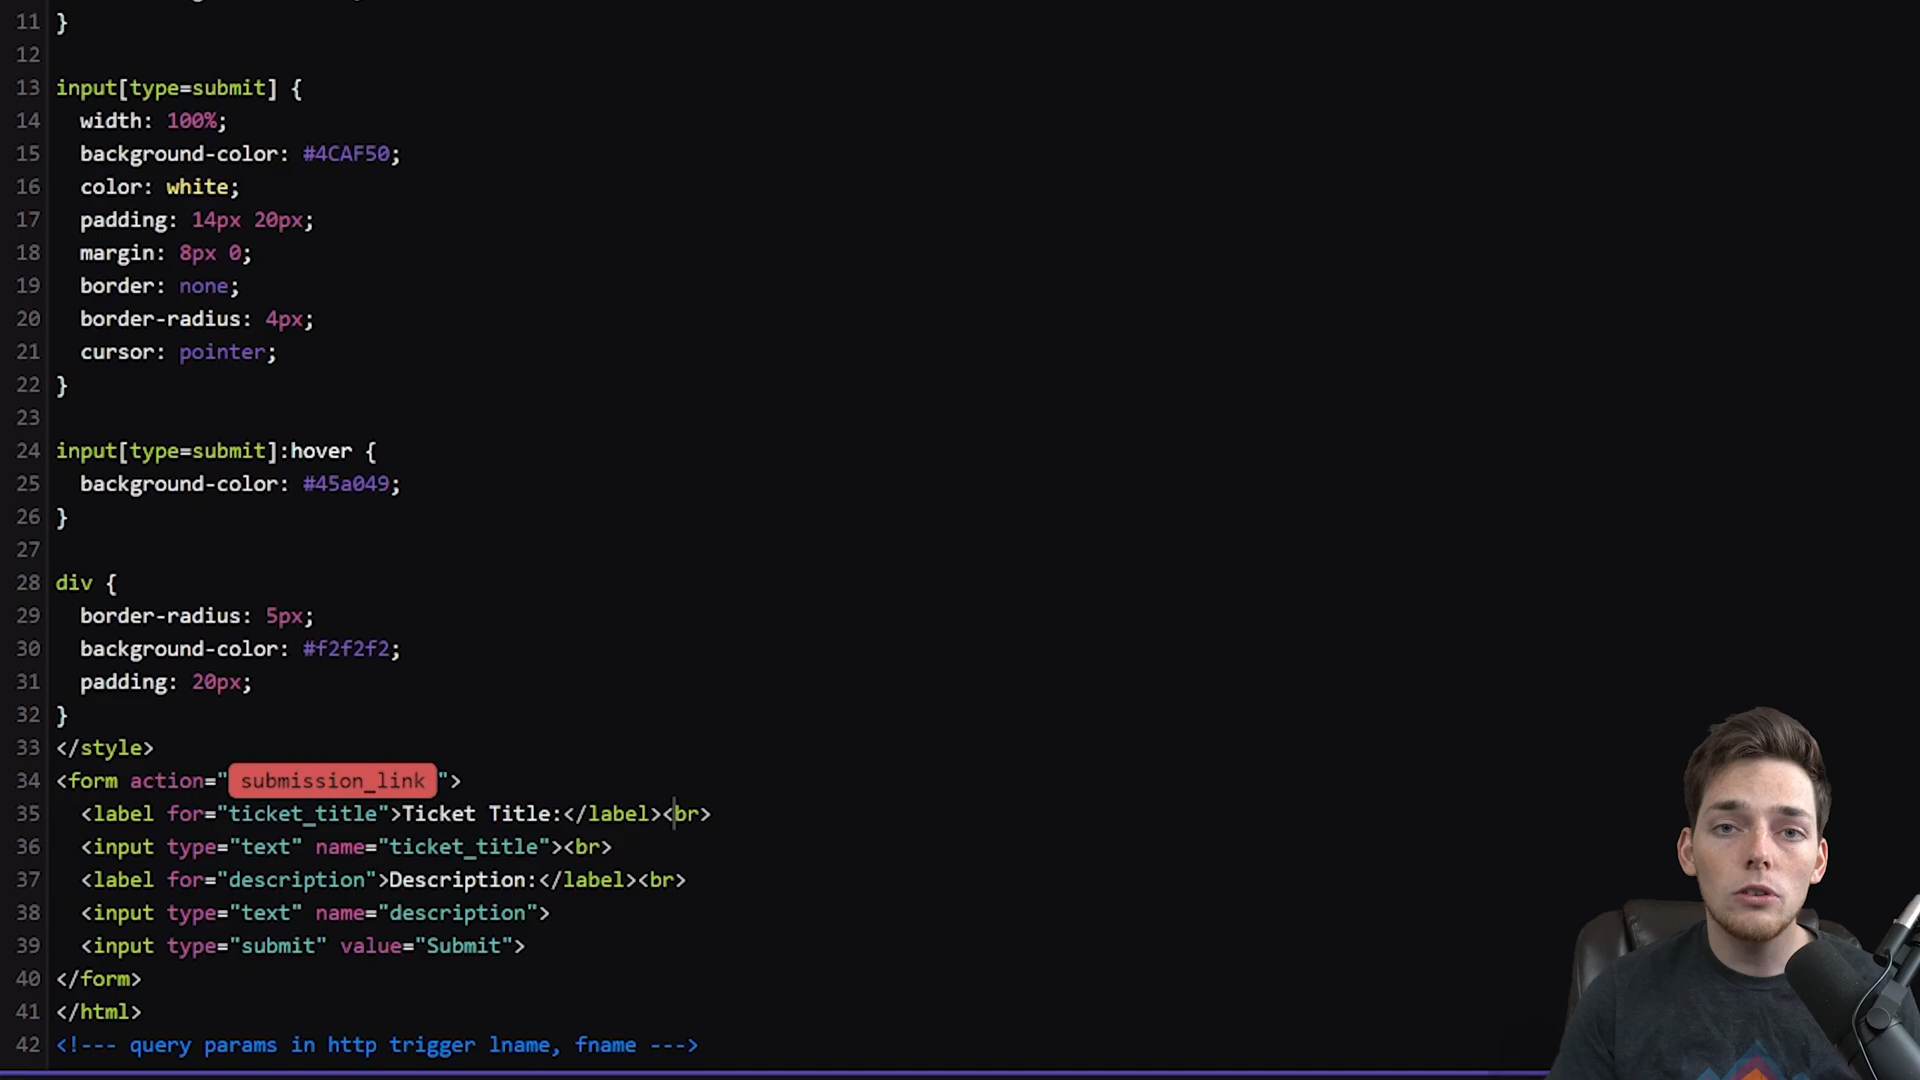 11 }
12
13 input[type=submit] {
14 width: 100%;
15 background-color: #4CAF50;
16 color: white;
17 padding: 14px 20px;
18 margin: 8px 0;
19 border: none;
20 border-radius: 4px;
21 cursor: pointer;
22 }
23
24 input[type=submit]:hover {
25 background-color: #45a049;
26 }
27
28 div {
29 border-radius: 5px;
30 background-color: #f2f2f2;
31 padding: 20px;
32 }
33 </style>
34 <form action=" submission_link ">
35 <label for="ticket_title">Ticket Title:</label><br>
36 <input type="text" name="ticket_title"><br>
37 <label for="description">Description:</label><br>
38 <input type="text" name="description">
39 <input type="submit" value="Submit">
40 </form>
41 </html>
42 <!--- query params in http trigger lname, fname --->